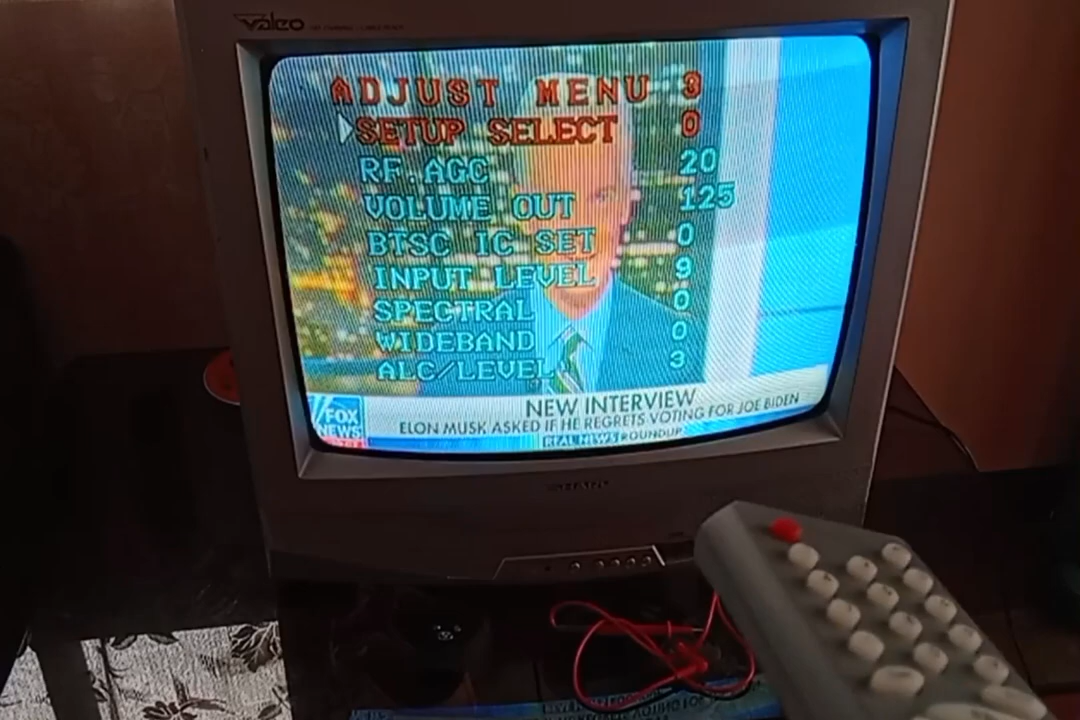 Valeo
ADJUST MENU 3
SETUP SELECT 0
RF.AGC 20
VOLUME OUT 125
BTSC IC SET 0
INPUT LEVEL 9
SPECTRAL 0
WIDEBAND 0
ALC/LEVEL 3
NEW INTERVIEW
ELON MUSK ASKED IF HE REGRETS VOTING FOR JOE BIDEN
FOX
NEWS
REAL NEWS ROUNDUP